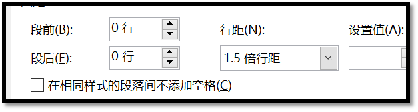 段前(B): 0 行 行距(N): 设置值(A):
段后(F): 0 行 1.5 倍行距
在相同样式的段落间不添加空格(C)